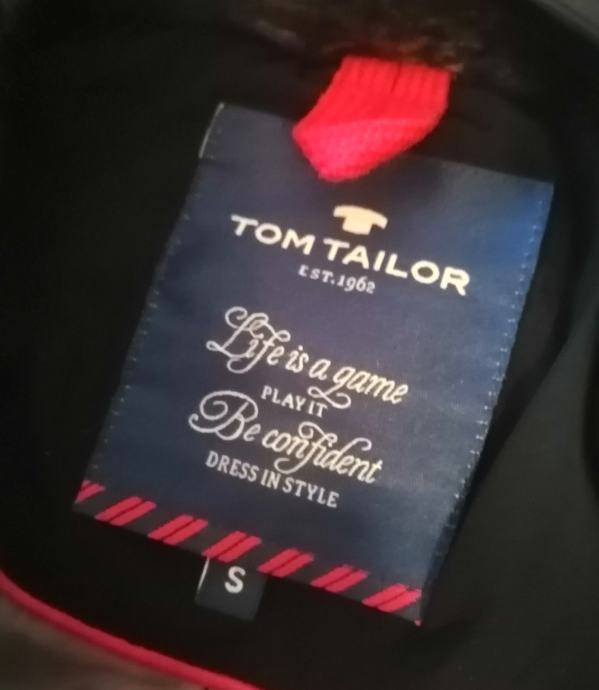 TOM TAILOR
EST.1962
Life is a game
PLAY IT
Be confident
DRESS IN STYLE
S